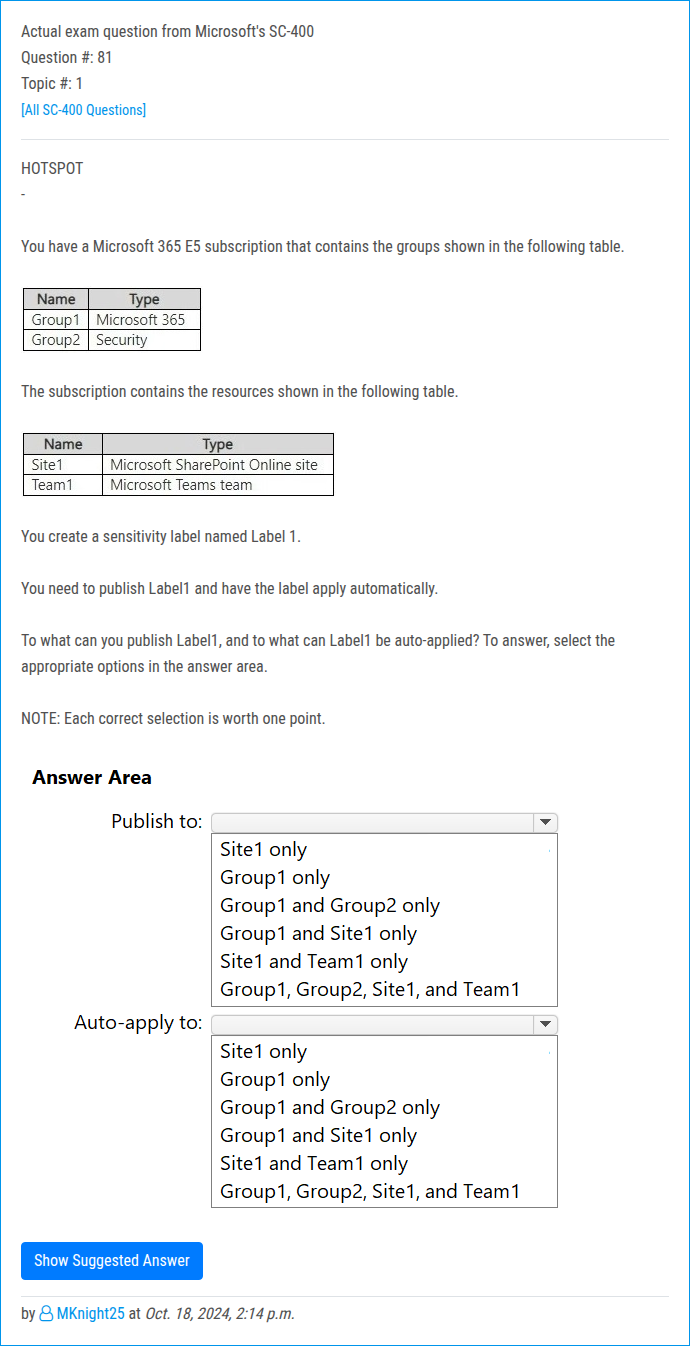 Actual exam question from Microsoft's SC-400
Question #: 81
Topic #: 1
[All SC-400 Questions]
HOTSPOT
-
You have a Microsoft 365 E5 subscription that contains the groups shown in the following table.
Name Type
Group1 Microsoft 365
Group2 Security
The subscription contains the resources shown in the following table.
Name Type
Site1 Microsoft SharePoint Online site
Team1 Microsoft Teams team
You create a sensitivity label named Label 1.
You need to publish Label1 and have the label apply automatically.
To what can you publish Label1, and to what can Label1 be auto-applied? To answer, select the
appropriate options in the answer area.
NOTE: Each correct selection is worth one point.
Answer Area
Publish to:
Site1 only
Group1 only
Group1 and Group2 only
Group1 and Site1 only
Site1 and Team1 only
Group1, Group2, Site1, and Team1
Auto-apply to:
Site1 only
Group1 only
Group1 and Group2 only
Group1 and Site1 only
Site1 and Team1 only
Group1, Group2, Site1, and Team1
Show Suggested Answer
by MKnight25 at Oct. 18, 2024, 2:14 p.m.